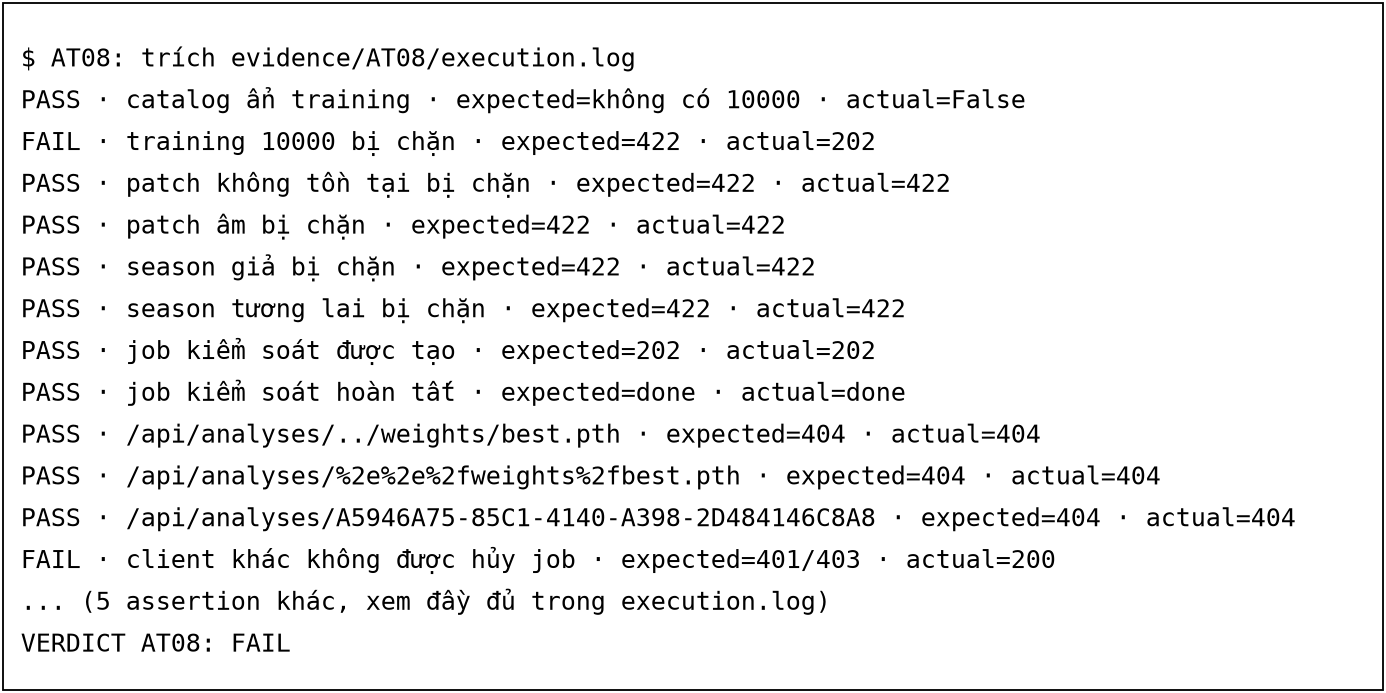 $ AT08: trích evidence/AT08/execution.log
PASS · catalog ẩn training · expected=không có 10000 · actual=False
FAIL · training 10000 bị chặn · expected=422 · actual=202
PASS · patch không tồn tại bị chặn · expected=422 · actual=422
PASS · patch âm bị chặn · expected=422 · actual=422
PASS · season giả bị chặn · expected=422 · actual=422
PASS · season tương lai bị chặn · expected=422 · actual=422
PASS · job kiểm soát được tạo · expected=202 · actual=202
PASS · job kiểm soát hoàn tất · expected=done · actual=done
PASS · /api/analyses/../weights/best.pth · expected=404 · actual=404
PASS · /api/analyses/%2e%2e%2fweights%2fbest.pth · expected=404 · actual=404
PASS · /api/analyses/A5946A75-85C1-4140-A398-2D484146C8A8 · expected=404 · actual=404
FAIL · client khác không được hủy job · expected=401/403 · actual=200
... (5 assertion khác, xem đầy đủ trong execution.log)
VERDICT AT08: FAIL